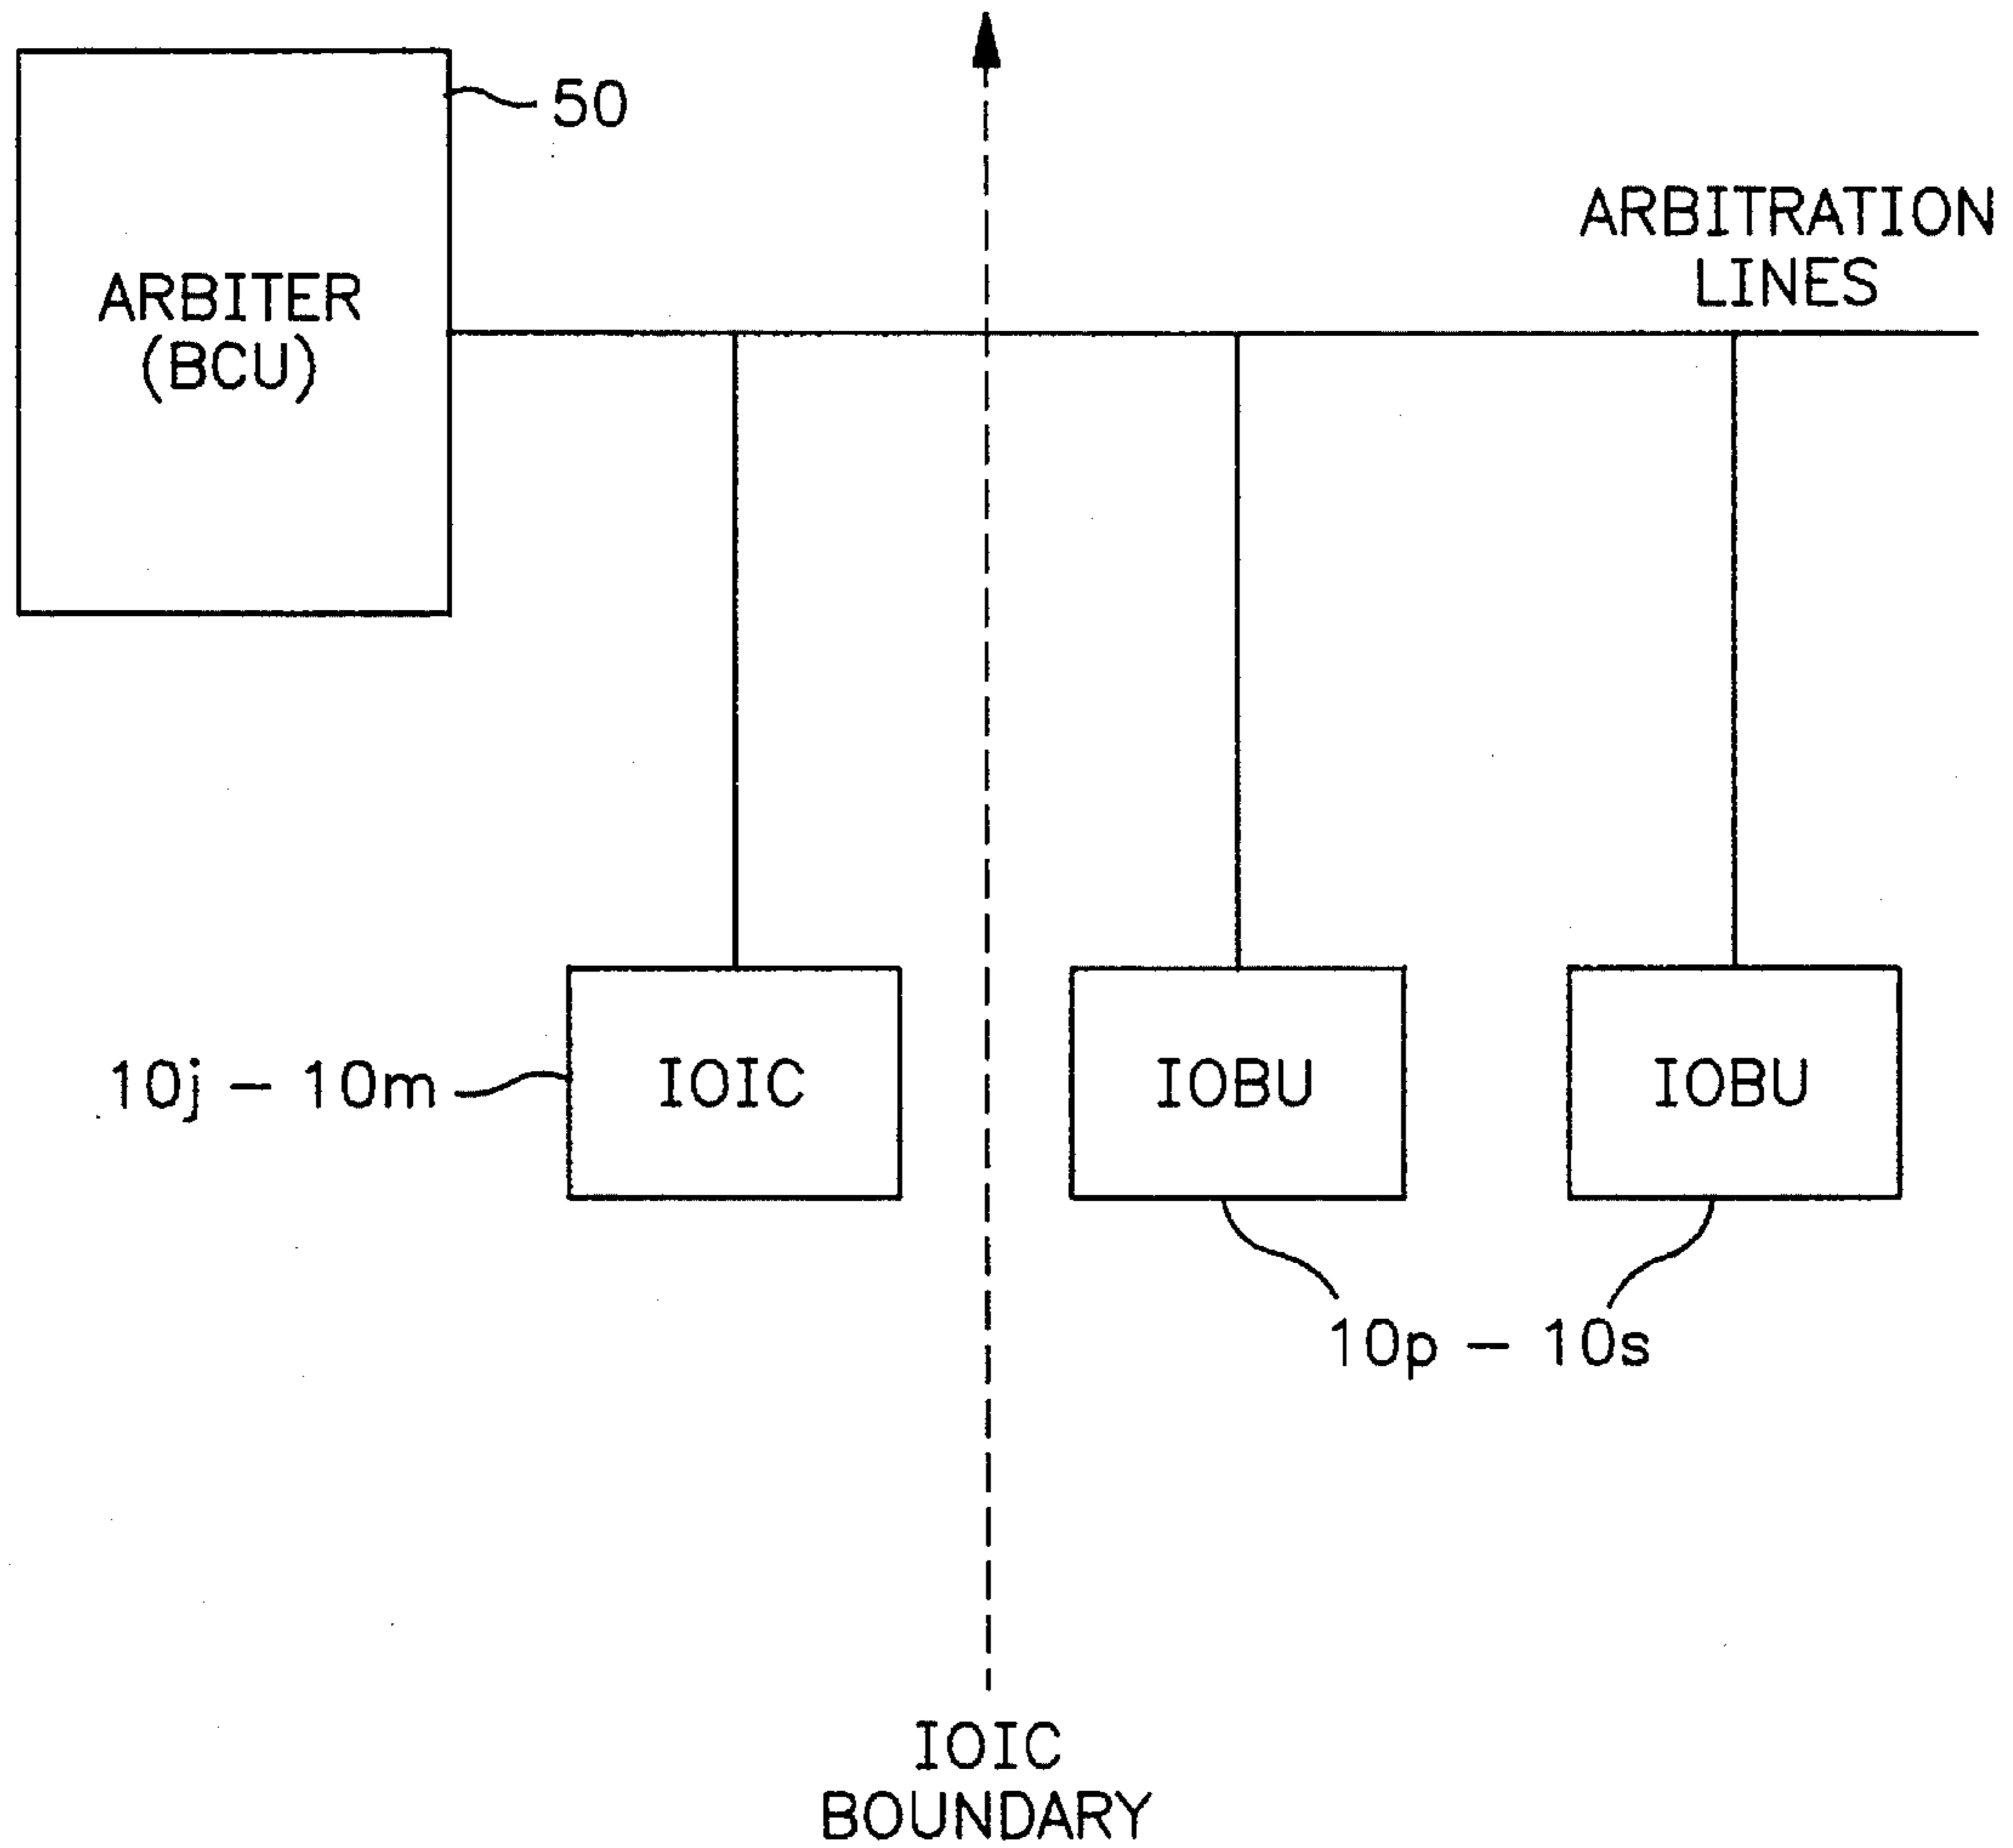 50
ARBITRATION
LINES
ARBITER
(BCU)
10j – 10m
IOIC
IOBU
IOBU
10p – 10s
IOIC
BOUNDARY